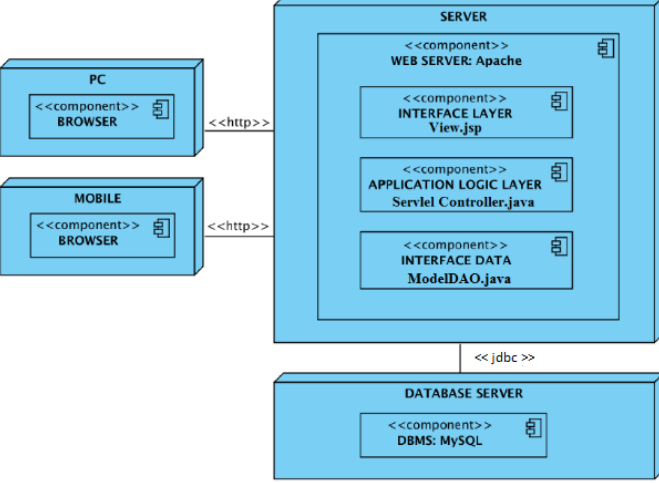 SERVER
<<component>>
WEB SERVER: Apache
<<component>>
INTERFACE LAYER
View.jsp
<<component>>
APPLICATION LOGIC LAYER
Servlel Controller.java
<<component>>
INTERFACE DATA
ModelDAO.java
PC
<<component>>
BROWSER
<<http>>
MOBILE
<<component>>
BROWSER
<<http>>
<< jdbc >>
DATABASE SERVER
<<component>>
DBMS: MySQL